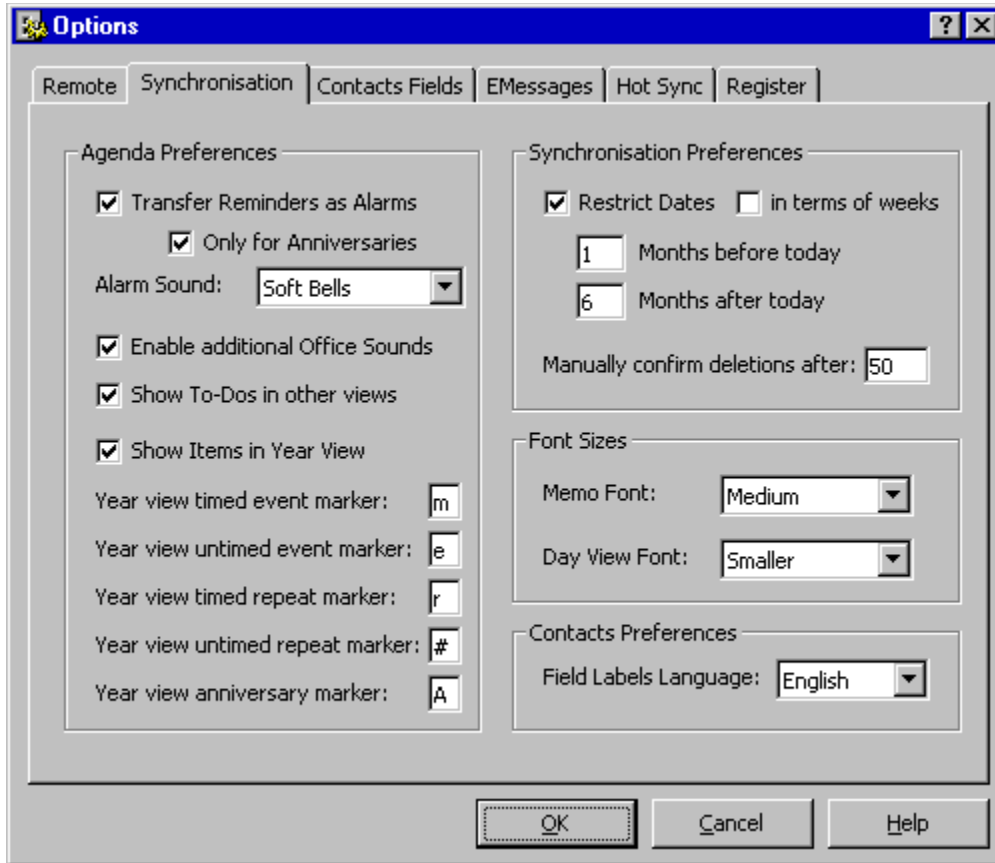 Options
Remote Synchronisation Contacts Fields EMessages Hot Sync Register
Agenda Preferences
Transfer Reminders as Alarms
Only for Anniversaries
Alarm Sound: Soft Bells
Enable additional Office Sounds
Show To-Dos in other views
Show Items in Year View
Year view timed event marker: m
Year view untimed event marker: e
Year view timed repeat marker: r
Year view untimed repeat marker: #
Year view anniversary marker: A
Synchronisation Preferences
Restrict Dates in terms of weeks
1 Months before today
6 Months after today
Manually confirm deletions after: 50
Font Sizes
Memo Font: Medium
Day View Font: Smaller
Contacts Preferences
Field Labels Language: English
OK Cancel Help